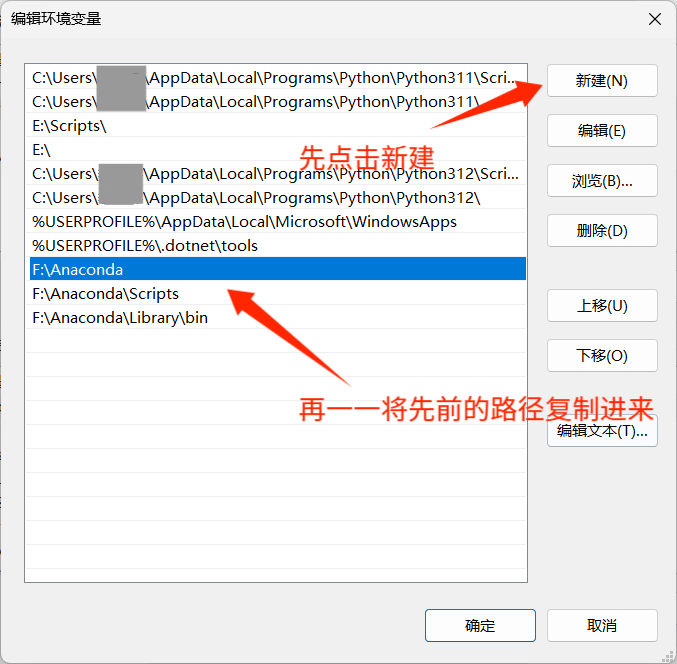 编辑环境变量
C:\Users\ \AppData\Local\Programs\Python\Python311\Scri...
C:\Users\ \AppData\Local\Programs\Python\Python311\
E:\Scripts\
E:\
C:\Users\ \AppData\Local\Programs\Python\Python312\Scri...
C:\Users\ \AppData\Local\Programs\Python\Python312\
%USERPROFILE%\AppData\Local\Microsoft\WindowsApps
%USERPROFILE%\.dotnet\tools
F:\Anaconda
F:\Anaconda\Scripts
F:\Anaconda\Library\bin
先点击新建
再一一将先前的路径复制进来
新建(N)
编辑(E)
浏览(B)...
删除(D)
上移(U)
下移(O)
编辑文本(T)...
确定
取消